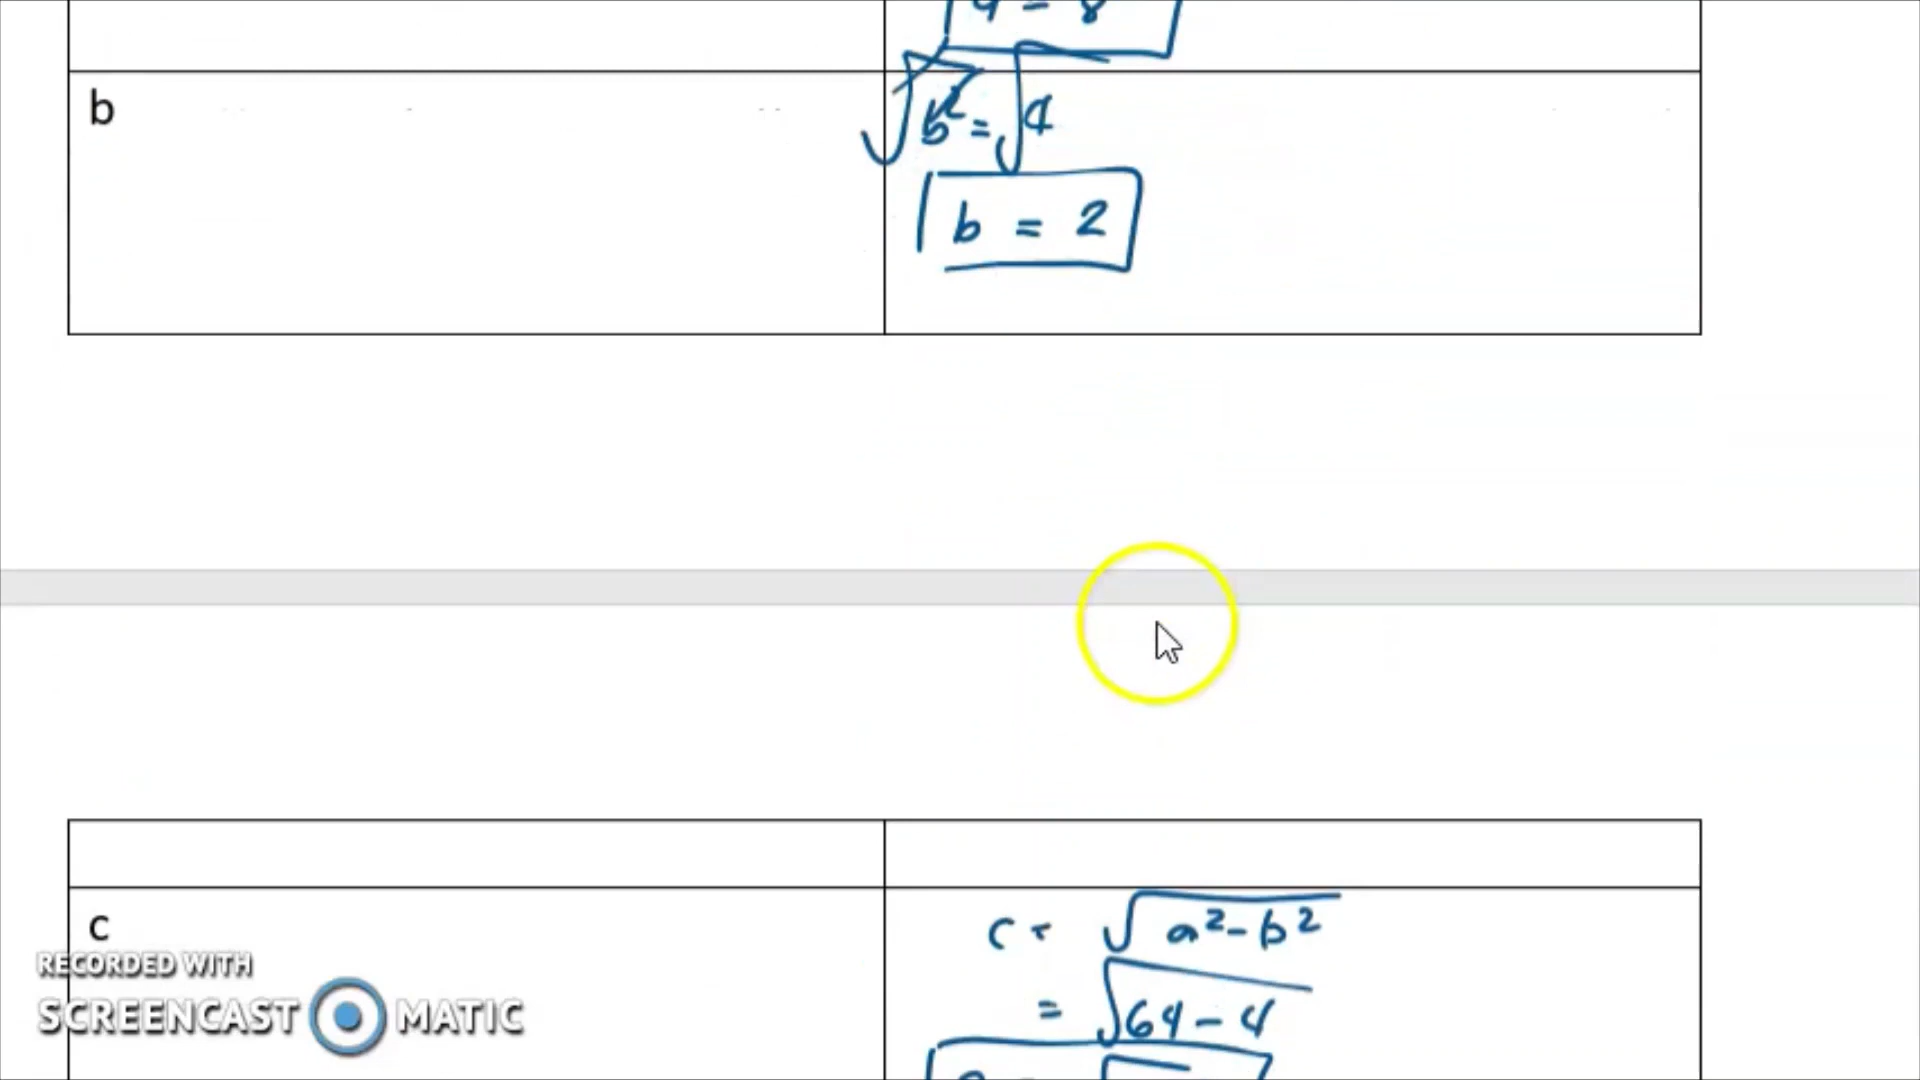 b
√b² = √4
b = 2
c
c = √a²-b²
= √64-4
RECORDED WITH
SCREENCAST MATIC